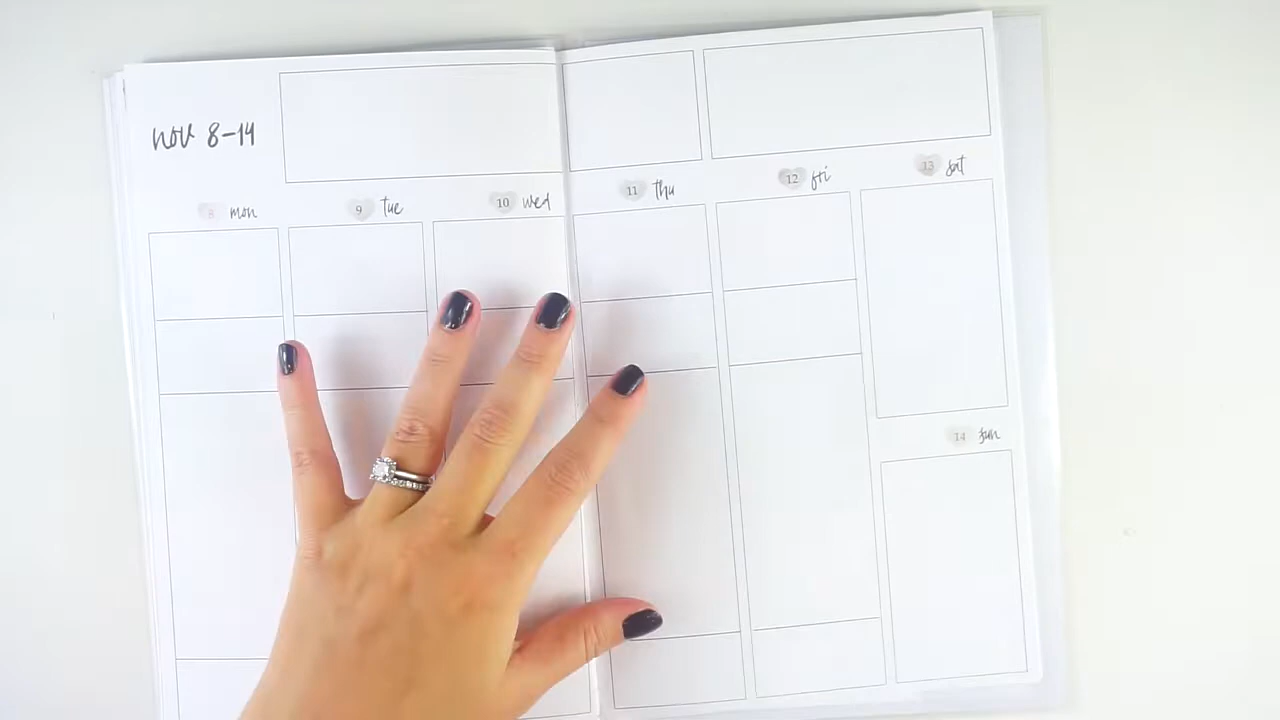 nov 8-14
8 mon
9 tue
10 wed
11 thu
12 fri
13 sat
14 sun